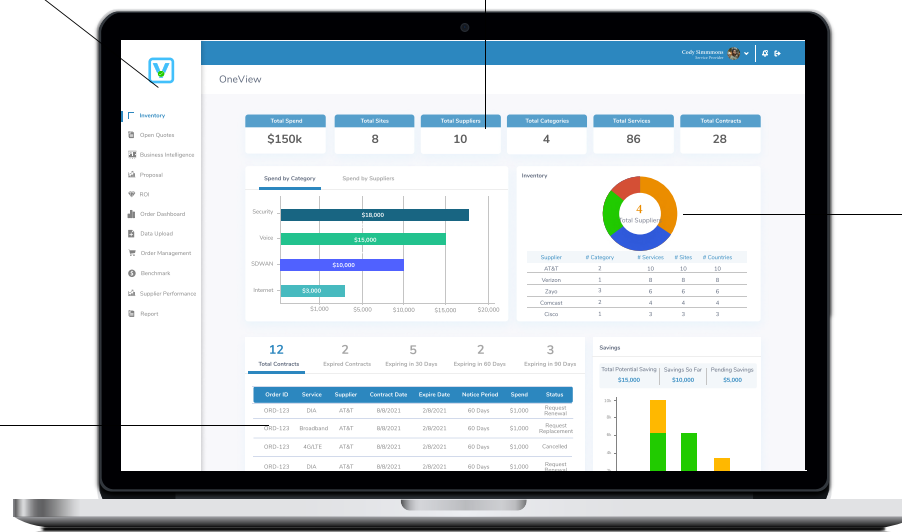 Cody Simmmons
Service Provider
OneView
Inventory
Open Quotes
Business Intelligence
Proposal
ROI
Order Dashboard
Data Upload
Order Management
Benchmark
Supplier Performance
Report
Total Spend
$150k
Total Sites
8
Total Suppliers
10
Total Categories
4
Total Services
86
Total Contracts
28
Spend by Category Spend by Suppliers
Security $18,000
Voice $15,000
SDWAN $10,000
Internet $3,000
$1,000 $5,000 $10,000 $15,000 $20,000
Inventory
4
Total Suppliers
Supplier # Category # Services # Sites # Countries
AT&T 2 10 10 10
Verizon 1 8 8 8
Zayo 3 6 6 6
Comcast 2 4 4 4
Cisco 1 3 3 3
12
Total Contracts
2
Expired Contracts
5
Expiring in 30 Days
2
Expiring in 60 Days
3
Expiring in 90 Days
Order ID Service Supplier Contract Date Expire Date Notice Period Spend Status
ORD-123 DIA AT&T 8/8/2021 2/8/2021 60 Days $1,000 Request Renewal
ORD-123 Broadband AT&T 8/8/2021 2/8/2021 60 Days $1,000 Request Replacement
ORD-123 4G/LTE AT&T 8/8/2021 2/8/2021 60 Days $1,000 Cancelled
ORD-123 DIA AT&T 8/8/2021 2/8/2021 60 Days $1,000 Request Renewal
Savings
Total Potential Saving
$15,000
Savings So Far
$10,000
Pending Savings
$5,000